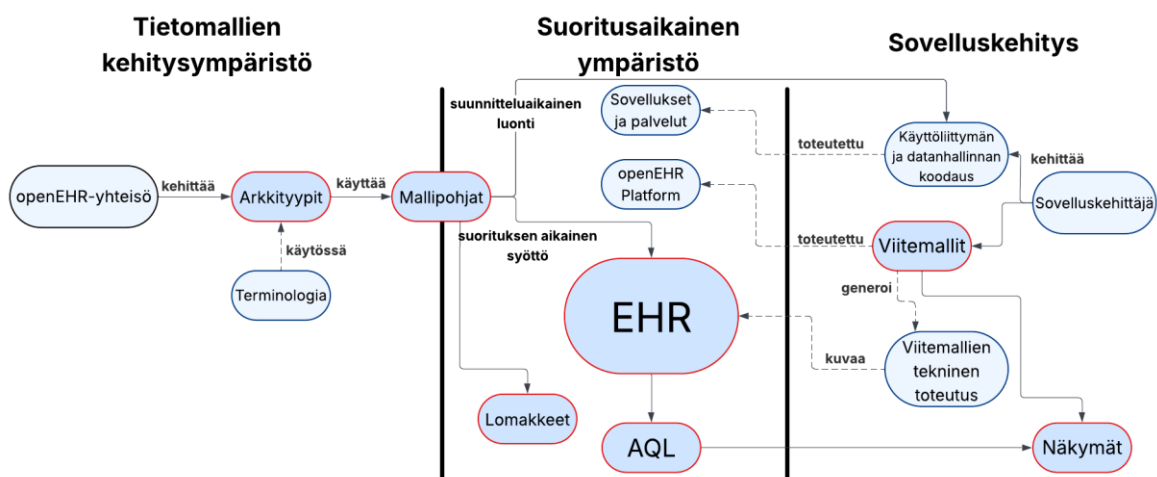 Tietomallien
kehitysympäristö
Suoritusaikainen
ympäristö
Sovelluskehitys
suunnitteluaikainen
luonti
Sovellukset
ja palvelut
toteutettu
Käyttöliittymän
ja datanhallinnan
koodaus
kehittää
openEHR-yhteisö
kehittää
Arkkityypit
käyttää
Mallipohjat
openEHR
Platform
Sovelluskehittäjä
suorituksen aikainen
syöttö
toteutettu
Viitemallit
käytössä
Terminologia
generoi
EHR
kuvaa
Viitemallien
tekninen
toteutus
Lomakkeet
AQL
Näkymät